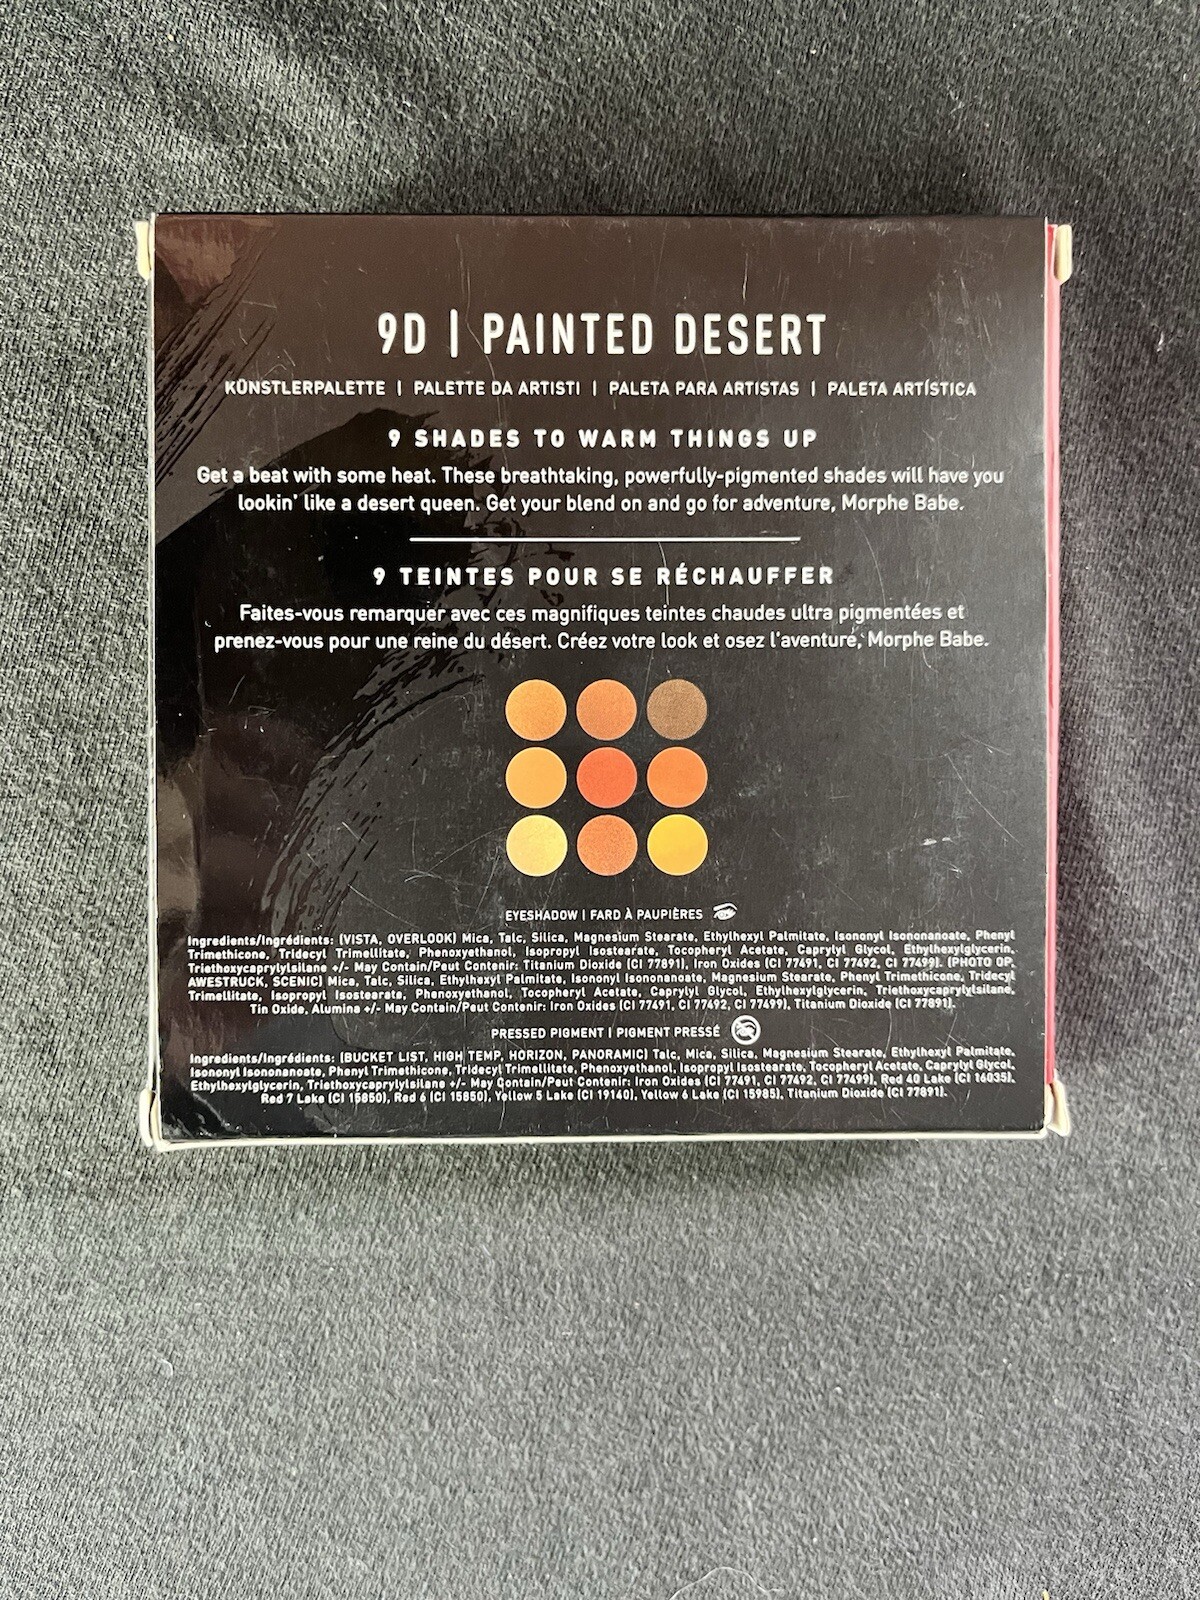 9D | PAINTED DESERT
KÜNSTLERPALETTE | PALETTE DA ARTISTI | PALETA PARA ARTISTAS | PALETA ARTÍSTICA
9 SHADES TO WARM THINGS UP
Get a beat with some heat. These breathtaking, powerfully-pigmented shades will have you
lookin' like a desert queen. Get your blend on and go for adventure, Morphe Babe.
9 TEINTES POUR SE RÉCHAUFFER
Faites-vous remarquer avec ces magnifiques teintes chaudes ultra pigmentées et
prenez-vous pour une reine du désert. Créez votre look et osez l'aventure, Morphe Babe.
EYESHADOW | FARD À PAUPIÈRES
Ingredients/Ingrédients: (VISTA, OVERLOOK) Mica, Talc, Silica, Magnesium Stearate, Ethylhexyl Palmitate, Isononyl Isononanoate, Phenyl
Trimethicone, Tridecyl Trimellitate, Phenoxyethanol, Isopropyl Isostearate, Tocopheryl Acetate, Caprylyl Glycol, Ethylhexylglycerin,
Triethoxycaprylylsilane +/- May Contain/Peut Contenir: Titanium Dioxide (CI 77891), Iron Oxides (CI 77491, CI 77492, CI 77499). (PHOTO OP,
AWESTRUCK, SCENIC) Mica, Talc, Silica, Ethylhexyl Palmitate, Isononyl Isononanoate, Magnesium Stearate, Phenyl Trimethicone, Tridecyl
Trimellitate, Isopropyl Isostearate, Phenoxyethanol, Tocopheryl Acetate, Caprylyl Glycol, Ethylhexylglycerin, Triethoxycaprylylsilane,
Tin Oxide, Alumina +/- May Contain/Peut Contenir: Iron Oxides (CI 77491, CI 77492, CI 77499), Titanium Dioxide (CI 77891).
PRESSED PIGMENT | PIGMENT PRESSÉ
Ingredients/Ingrédients: (BUCKET LIST, HIGH TEMP, HORIZON, PANORAMIC) Talc, Mica, Silica, Magnesium Stearate, Ethylhexyl Palmitate,
Isononyl Isononanoate, Phenyl Trimethicone, Tridecyl Trimellitate, Phenoxyethanol, Isopropyl Isostearate, Tocopheryl Acetate, Caprylyl Glycol,
Ethylhexylglycerin, Triethoxycaprylylsilane +/- May Contain/Peut Contenir: Iron Oxides (CI 77491, CI 77492, CI 77499), Red 40 Lake (CI 16035),
Red 7 Lake (CI 15850), Red 6 (CI 15850), Yellow 5 Lake (CI 19140), Yellow 6 Lake (CI 15985), Titanium Dioxide (CI 77891).